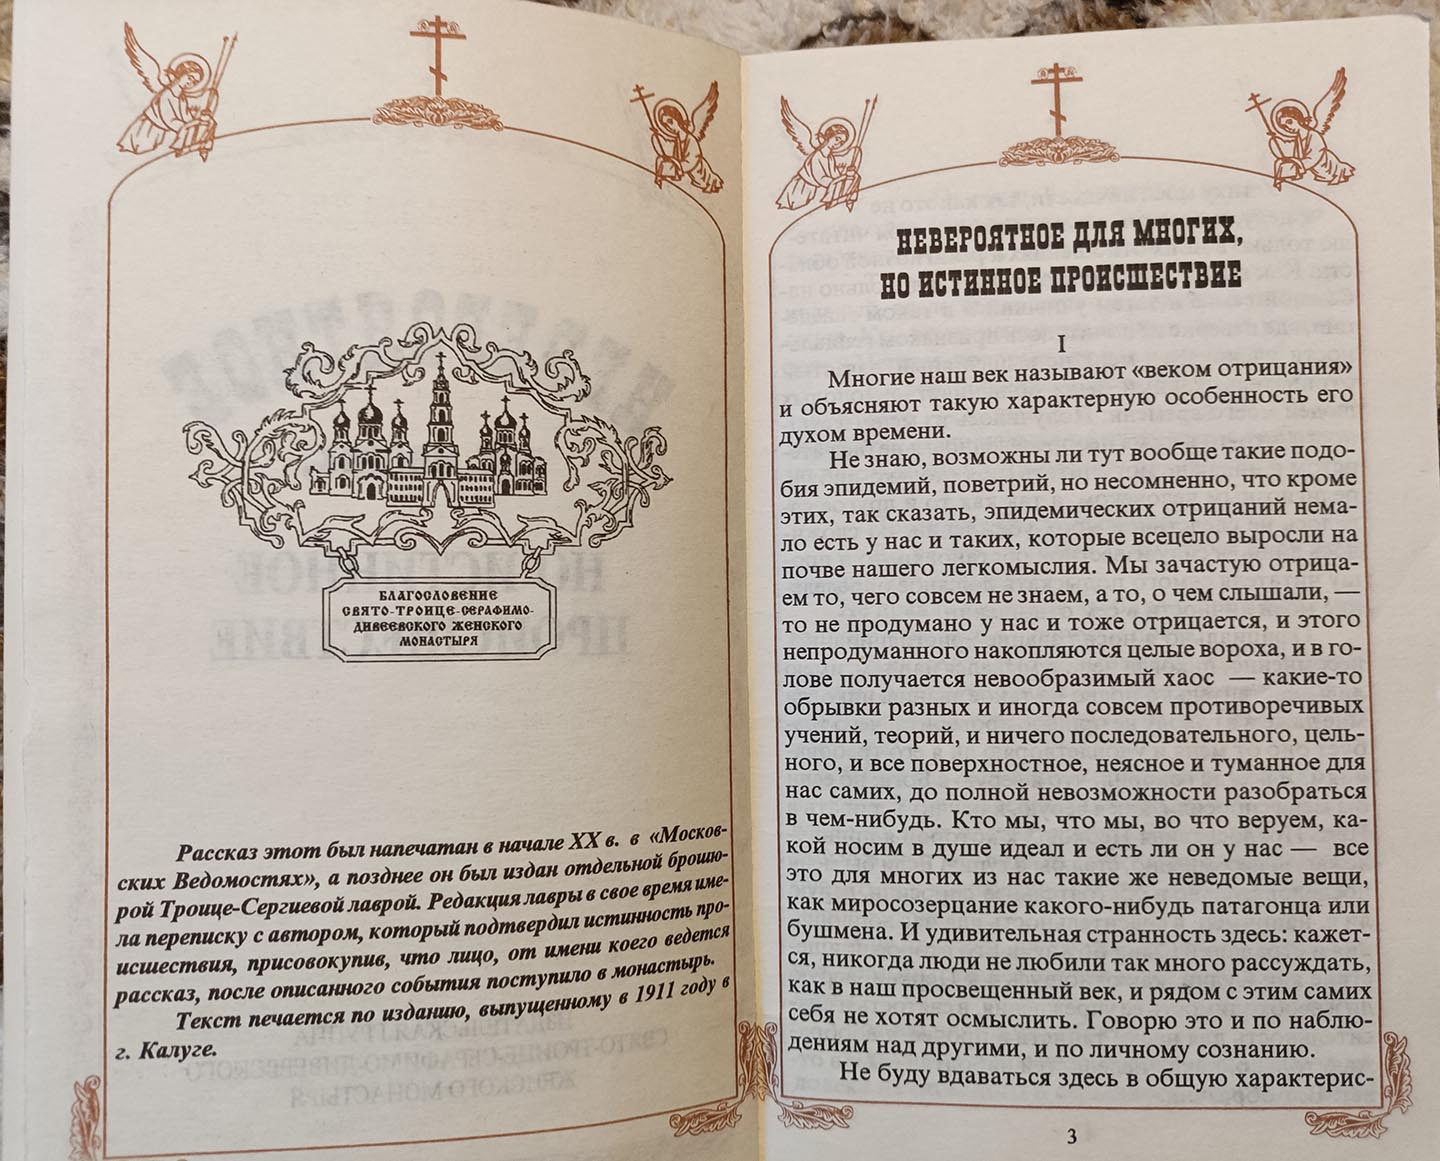 БЛАГОСЛОВЕНИЕ
СВЯТО-ТРОИЦЕ-СЕРАФИМО-
ДИВЕЕВСКОГО ЖЕНСКОГО
МОНАСТЫРЯ
Рассказ этот был напечатан в начале XX в. в «Москов-
ских Ведомостях», а позднее он был издан отдельной брошю-
рой Троице-Сергиевой лаврой. Редакция лавры в свое время име-
ла переписку с автором, который подтвердил истинность про-
исшествия, присовокупив, что лицо, от имени коего ведется
рассказ, после описанного события поступило в монастырь.
Текст печается по изданию, выпущенному в 1911 году в
г. Калуге.
НЕВЕРОЯТНОЕ ДЛЯ МНОГИХ,
НО ИСТИННОЕ ПРОИСШЕСТВИЕ
I
Многие наш век называют «веком отрицания»
и объясняют такую характерную особенность его
духом времени.
Не знаю, возможны ли тут вообще такие подо-
бия эпидемий, поветрий, но несомненно, что кроме
этих, так сказать, эпидемических отрицаний нема-
ло есть у нас и таких, которые всецело выросли на
почве нашего легкомыслия. Мы зачастую отрица-
ем то, чего совсем не знаем, а то, о чем слышали, —
то не продумано у нас и тоже отрицается, и этого
непродуманного накопляются целые вороха, и в го-
лове получается невообразимый хаос — какие-то
обрывки разных и иногда совсем противоречивых
учений, теорий, и ничего последовательного, цель-
ного, и все поверхностное, неясное и туманное для
нас самих, до полной невозможности разобраться
в чем-нибудь. Кто мы, что мы, во что веруем, ка-
кой носим в душе идеал и есть ли он у нас — все
это для многих из нас такие же неведомые вещи,
как миросозерцание какого-нибудь патагонца или
бушмена. И удивительная странность здесь: кажет-
ся, никогда люди не любили так много рассуждать,
как в наш просвещенный век, и рядом с этим самих
себя не хотят осмыслить. Говорю это и по наблю-
дениям над другими, и по личному сознанию.
Не буду вдаваться здесь в общую характерис-
3